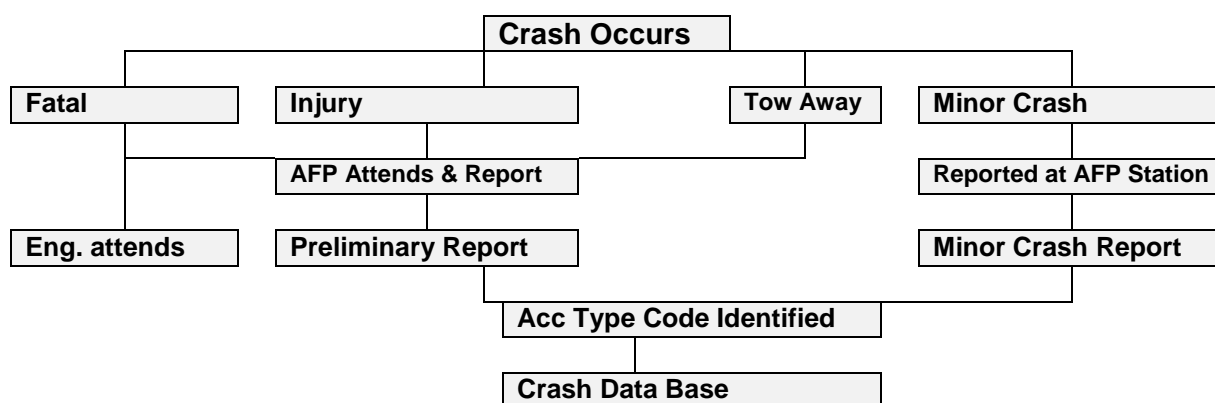 Crash Occurs
Fatal
Injury
Tow Away
Minor Crash
AFP Attends & Report
Reported at AFP Station
Eng. attends
Preliminary Report
Minor Crash Report
Acc Type Code Identified
Crash Data Base